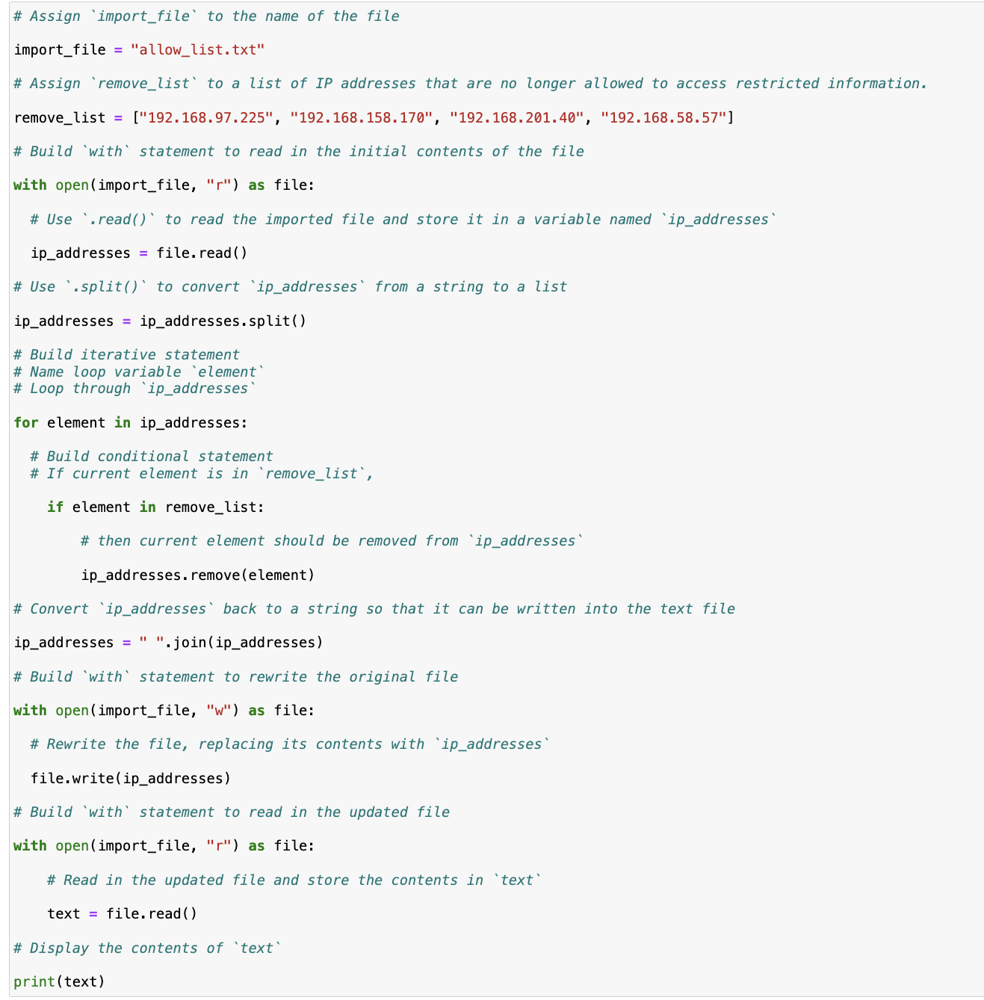 # Assign `import_file` to the name of the file
import_file = "allow_list.txt"
# Assign `remove_list` to a list of IP addresses that are no longer allowed to access restricted information.
remove_list = ["192.168.97.225", "192.168.158.170", "192.168.201.40", "192.168.58.57"]
# Build `with` statement to read in the initial contents of the file
with open(import_file, "r") as file:
# Use `.read()` to read the imported file and store it in a variable named `ip_addresses`
ip_addresses = file.read()
# Use `.split()` to convert `ip_addresses` from a string to a list
ip_addresses = ip_addresses.split()
# Build iterative statement
# Name loop variable `element`
# Loop through `ip_addresses`
for element in ip_addresses:
# Build conditional statement
# If current element is in `remove_list`,
if element in remove_list:
# then current element should be removed from `ip_addresses`
ip_addresses.remove(element)
# Convert `ip_addresses` back to a string so that it can be written into the text file
ip_addresses = " ".join(ip_addresses)
# Build `with` statement to rewrite the original file
with open(import_file, "w") as file:
# Rewrite the file, replacing its contents with `ip_addresses`
file.write(ip_addresses)
# Build `with` statement to read in the updated file
with open(import_file, "r") as file:
# Read in the updated file and store the contents in `text`
text = file.read()
# Display the contents of `text`
print(text)